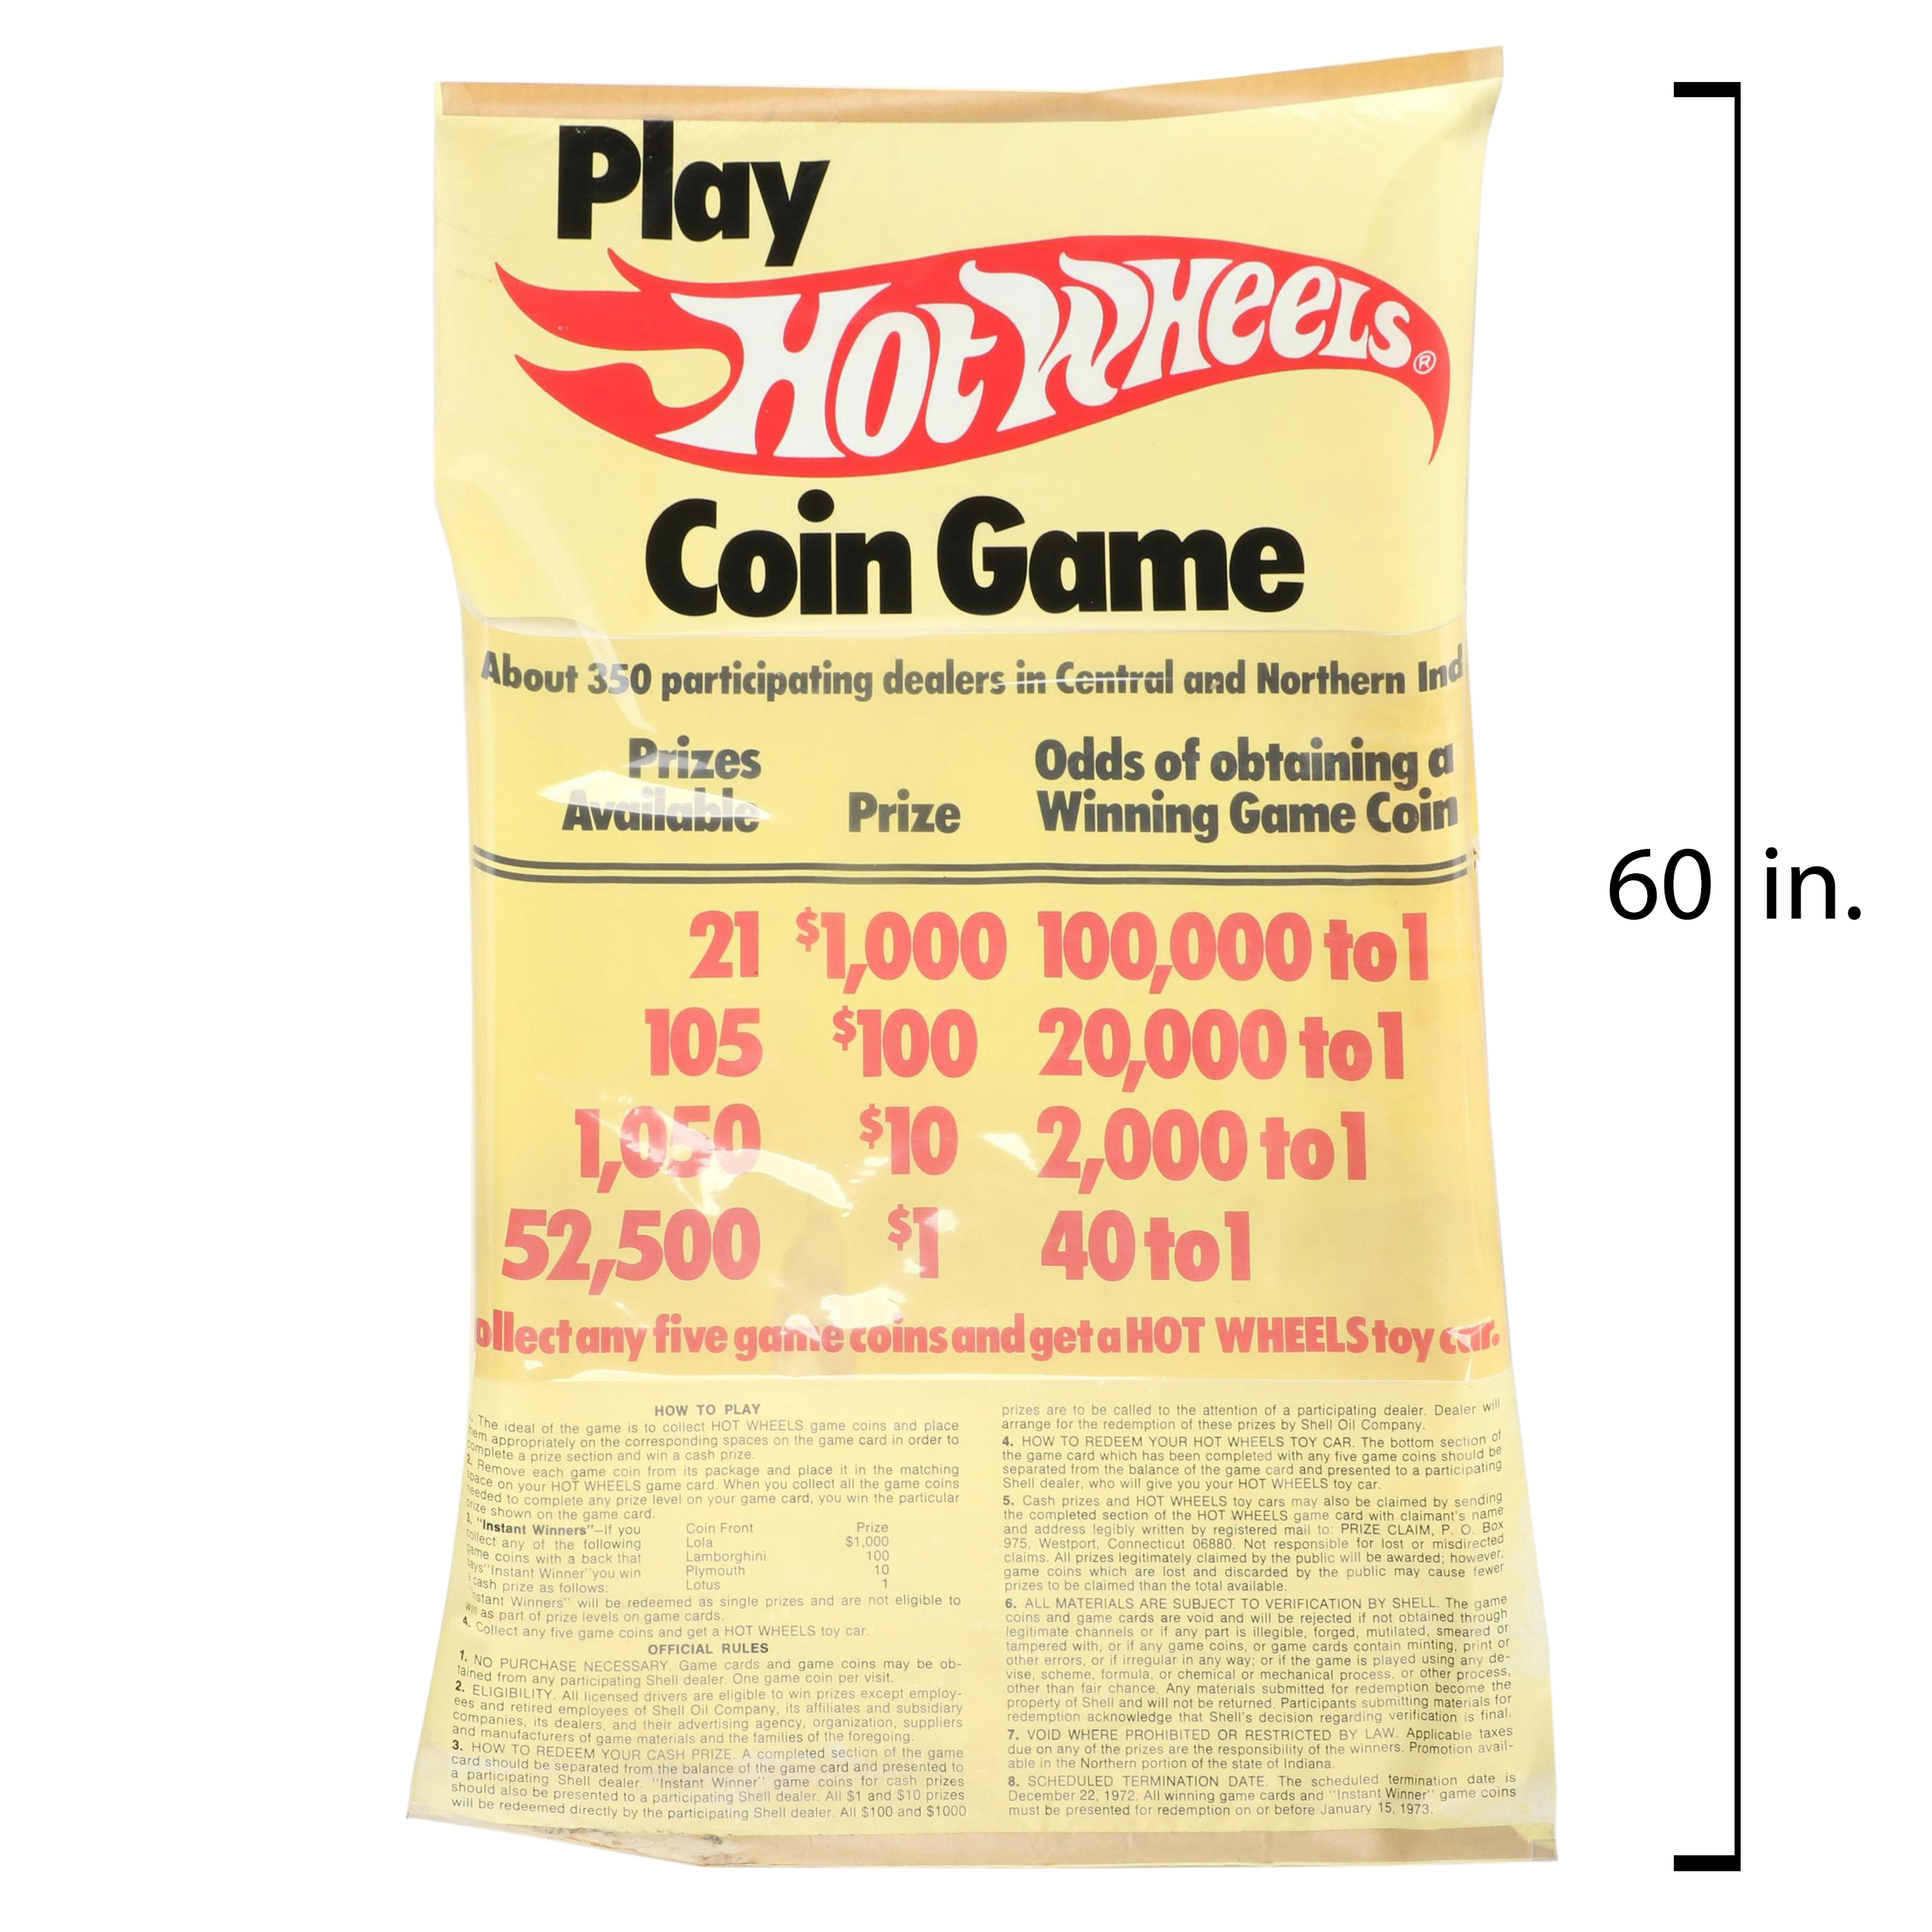 Play
Hot Wheels®
Coin Game
About 350 participating dealers in Central and Northern Ind
Prizes
Available
Prize
Odds of obtaining a
Winning Game Coin
21 $1,000 100,000 to 1
105 $100 20,000 to 1
1,050 $10 2,000 to 1
52,500 $1 40 to 1
ollect any five game coins and get a HOT WHEELS toy car.
60 in.
HOW TO PLAY
The ideal of the game is to collect HOT WHEELS game coins and place
them appropriately on the corresponding spaces on the game card in order to
complete a prize section and win a cash prize.
2. Remove each game coin from its package and place it in the matching
space on your HOT WHEELS game card. When you collect all the game coins
needed to complete any prize level on your game card, you win the particular
prize shown on the game card.
3. "Instant Winners"–If you
collect any of the following
game coins with a back that
says "Instant Winner" you win
a cash prize as follows:
Coin Front Prize
Lola $1,000
Lamborghini 100
Plymouth 10
Lotus 1
"Instant Winners" will be redeemed as single prizes and are not eligible to
win as part of prize levels on game cards.
4. Collect any five game coins and get a HOT WHEELS toy car.
OFFICIAL RULES
1. NO PURCHASE NECESSARY. Game cards and game coins may be ob-
tained from any participating Shell dealer. One game coin per visit.
2. ELIGIBILITY. All licensed drivers are eligible to win prizes except employ-
ees and retired employees of Shell Oil Company, its affiliates and subsidiary
companies, its dealers, and their advertising agency, organization, suppliers
and manufacturers of game materials and the families of the foregoing.
3. HOW TO REDEEM YOUR CASH PRIZE. A completed section of the game
card should be separated from the balance of the game card and presented to
a participating Shell dealer. "Instant Winner" game coins for cash prizes
should also be presented to a participating Shell dealer. All $1 and $10 prizes
will be redeemed directly by the participating Shell dealer. All $100 and $1000
prizes are to be called to the attention of a participating dealer. Dealer will
arrange for the redemption of these prizes by Shell Oil Company.
4. HOW TO REDEEM YOUR HOT WHEELS TOY CAR. The bottom section of
the game card which has been completed with any five game coins should be
separated from the balance of the game card and presented to a participating
Shell dealer, who will give you your HOT WHEELS toy car.
5. Cash prizes and HOT WHEELS toy cars may also be claimed by sending
the completed section of the HOT WHEELS game card with claimant's name
and address legibly written by registered mail to: PRIZE CLAIM, P. O. Box
975, Westport, Connecticut 06880. Not responsible for lost or misdirected
claims. All prizes legitimately claimed by the public will be awarded; however,
game coins which are lost and discarded by the public may cause fewer
prizes to be claimed than the total available.
6. ALL MATERIALS ARE SUBJECT TO VERIFICATION BY SHELL. The game
coins and game cards are void and will be rejected if not obtained through
legitimate channels or if any part is illegible, forged, mutilated, smeared or
tampered with, or if any game coins, or game cards contain minting, print or
other errors, or if irregular in any way; or if the game is played using any de-
vise, scheme, formula, or chemical or mechanical process, or other process,
other than fair chance. Any materials submitted for redemption become the
property of Shell and will not be returned. Participants submitting materials for
redemption acknowledge that Shell's decision regarding verification is final.
7. VOID WHERE PROHIBITED OR RESTRICTED BY LAW. Applicable taxes
due on any of the prizes are the responsibility of the winners. Promotion avail-
able in the Northern portion of the state of Indiana.
8. SCHEDULED TERMINATION DATE. The scheduled termination date is
December 22, 1972. All winning game cards and "Instant Winner" game coins
must be presented for redemption on or before January 15, 1973.